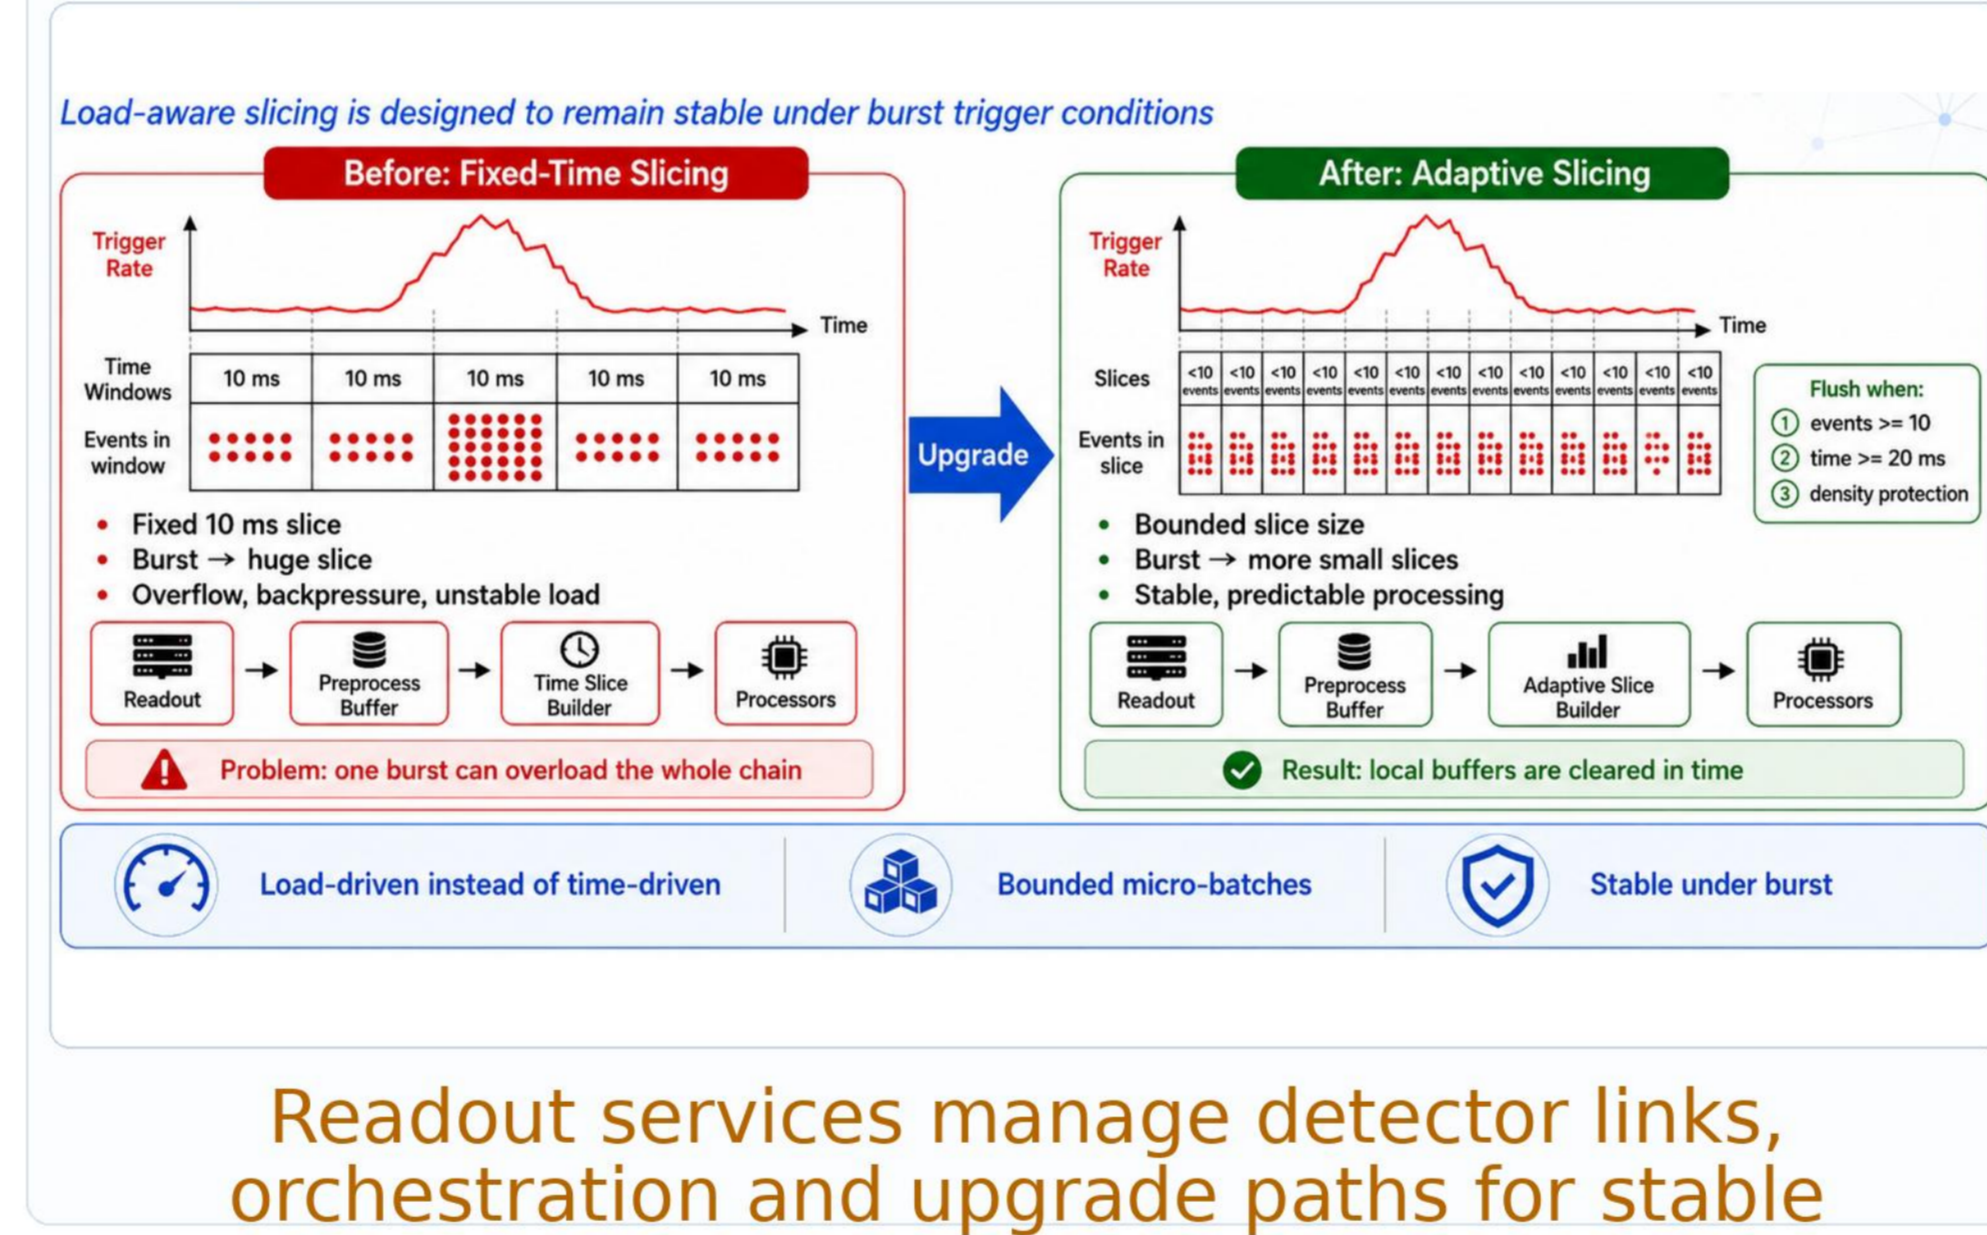 Load-aware slicing is designed to remain stable under burst trigger conditions
Before: Fixed-Time Slicing
Trigger
Rate
Time
Time
Windows
10 ms 10 ms 10 ms 10 ms 10 ms
Events in
window
• Fixed 10 ms slice
• Burst → huge slice
• Overflow, backpressure, unstable load
Readout
Preprocess
Buffer
Time Slice
Builder
Processors
Problem: one burst can overload the whole chain
Upgrade
After: Adaptive Slicing
Trigger
Rate
Time
Slices
<10 <10 <10 <10 <10 <10 <10 <10 <10 <10 <10 <10 <10
events events events events events events events events events events events events events
Events in
slice
Flush when:
1 events >= 10
2 time >= 20 ms
3 density protection
• Bounded slice size
• Burst → more small slices
• Stable, predictable processing
Readout
Preprocess
Buffer
Adaptive Slice
Builder
Processors
Result: local buffers are cleared in time
Load-driven instead of time-driven
Bounded micro-batches
Stable under burst
Readout services manage detector links,
orchestration and upgrade paths for stable